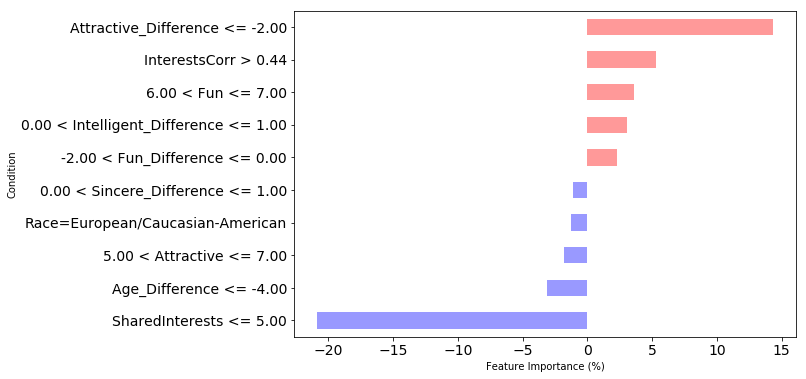 Attractive_Difference <= -2.00
InterestsCorr > 0.44
6.00 < Fun <= 7.00
0.00 < Intelligent_Difference <= 1.00
-2.00 < Fun_Difference <= 0.00
0.00 < Sincere_Difference <= 1.00
Race=European/Caucasian-American
5.00 < Attractive <= 7.00
Age_Difference <= -4.00
SharedInterests <= 5.00
Condition
−20 −15 −10 −5 0 5 10 15
Feature Importance (%)